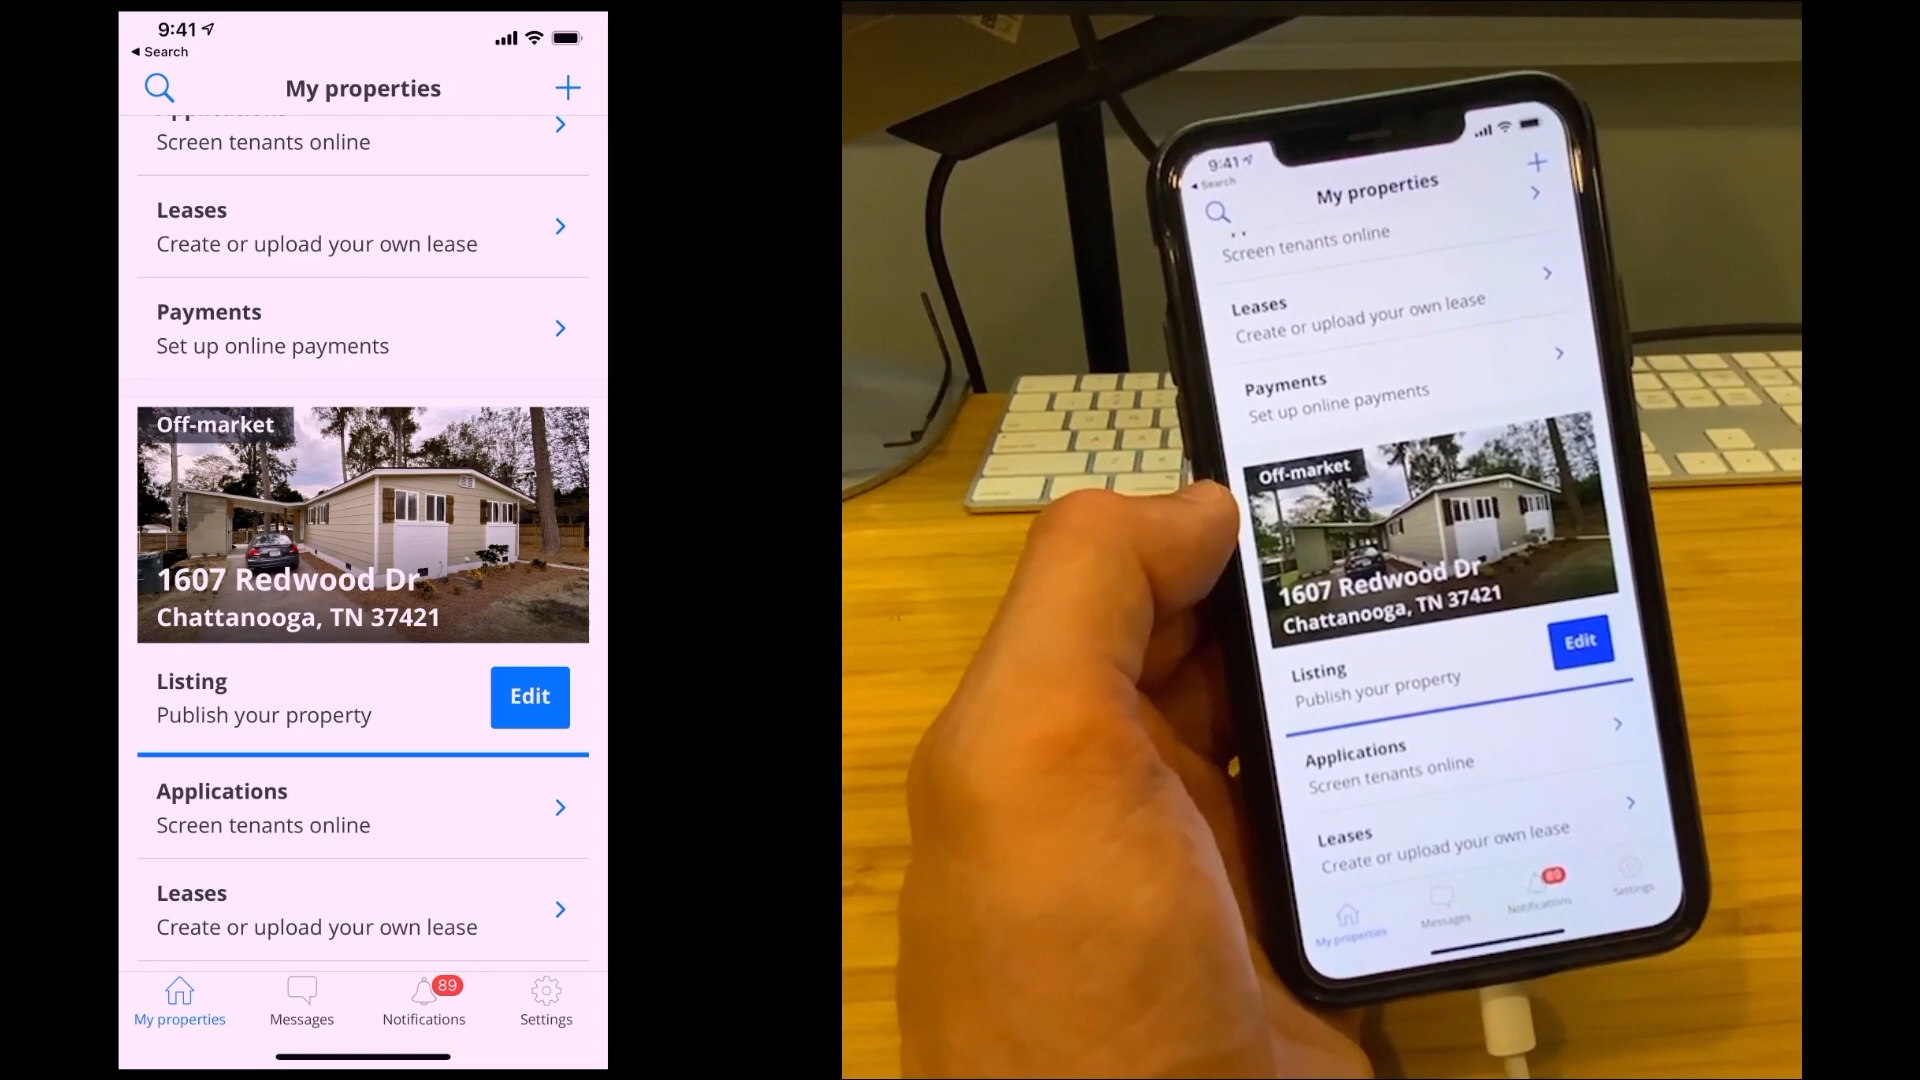 9:41
◂ Search
My properties
Screen tenants online
Leases
Create or upload your own lease
Payments
Set up online payments
Off-market
1607 Redwood Dr
Chattanooga, TN 37421
Listing
Publish your property
Edit
Applications
Screen tenants online
Leases
Create or upload your own lease
89
My properties
Messages
Notifications
Settings
9:41
◂ Search
My properties
Screen tenants online
Leases
Create or upload your own lease
Payments
Set up online payments
Off-market
1607 Redwood Dr
Chattanooga, TN 37421
Listing
Publish your property
Edit
Applications
Screen tenants online
Leases
Create or upload your own lease
89
My properties
Messages
Notifications
Settings